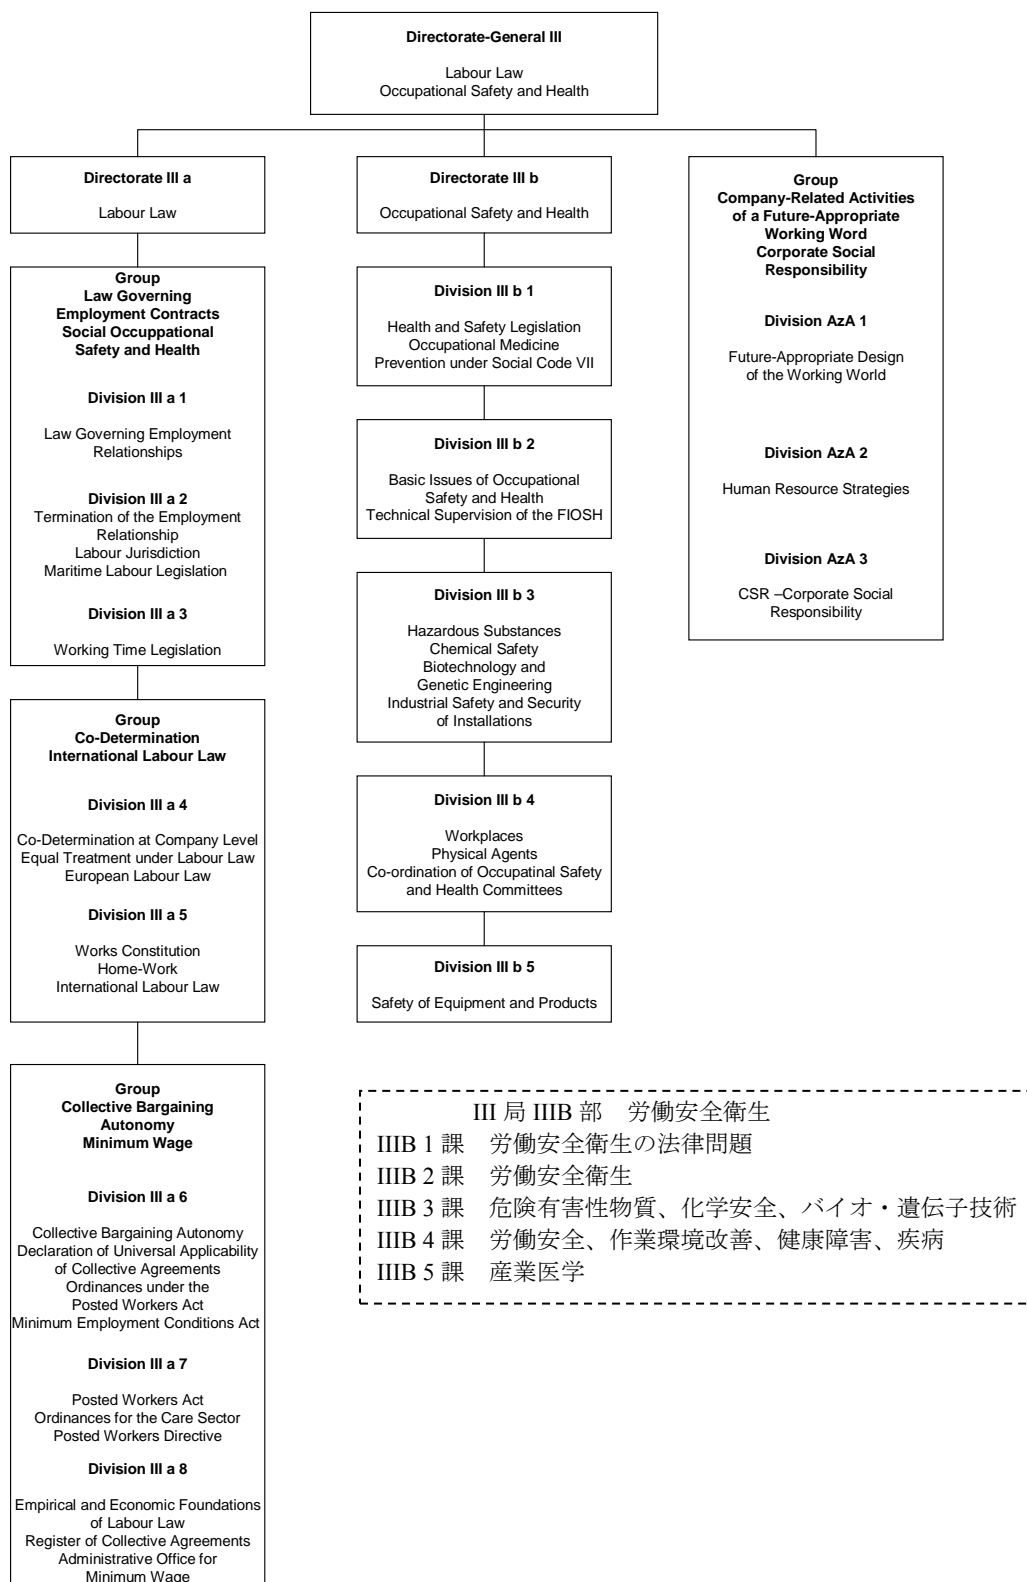 Directorate-General III
Labour Law
Occupational Safety and Health
Directorate III a
Labour Law
Group
Law Governing
Employment Contracts
Social Occuppational
Safety and Health
Division III a 1
Law Governing Employment
Relationships
Division III a 2
Termination of the Employment
Relationship
Labour Jurisdiction
Maritime Labour Legislation
Division III a 3
Working Time Legislation
Group
Co-Determination
International Labour Law
Division III a 4
Co-Determination at Company Level
Equal Treatment under Labour Law
European Labour Law
Division III a 5
Works Constitution
Home-Work
International Labour Law
Group
Collective Bargaining
Autonomy
Minimum Wage
Division III a 6
Collective Bargaining Autonomy
Declaration of Universal Applicability
of Collective Agreements
Ordinances under the
Posted Workers Act
Minimum Employment Conditions Act
Division III a 7
Posted Workers Act
Ordinances for the Care Sector
Posted Workers Directive
Division III a 8
Empirical and Economic Foundations
of Labour Law
Register of Collective Agreements
Administrative Office for
Minimum Wage
Directorate III b
Occupational Safety and Health
Division III b 1
Health and Safety Legislation
Occupational Medicine
Prevention under Social Code VII
Division III b 2
Basic Issues of Occupational
Safety and Health
Technical Supervision of the FIOSH
Division III b 3
Hazardous Substances
Chemical Safety
Biotechnology and
Genetic Engineering
Industrial Safety and Security
of Installations
Division III b 4
Workplaces
Physical Agents
Co-ordination of Occupatinal Safety
and Health Committees
Division III b 5
Safety of Equipment and Products
Group
Company-Related Activities
of a Future-Appropriate
Working Word
Corporate Social
Responsibility
Division AzA 1
Future-Appropriate Design
of the Working World
Division AzA 2
Human Resource Strategies
Division AzA 3
CSR –Corporate Social
Responsibility
III 局 IIIB 部　労働安全衛生
IIIB 1 課　労働安全衛生の法律問題
IIIB 2 課　労働安全衛生
IIIB 3 課　危険有害性物質、化学安全、バイオ・遺伝子技術
IIIB 4 課　労働安全、作業環境改善、健康障害、疾病
IIIB 5 課　産業医学